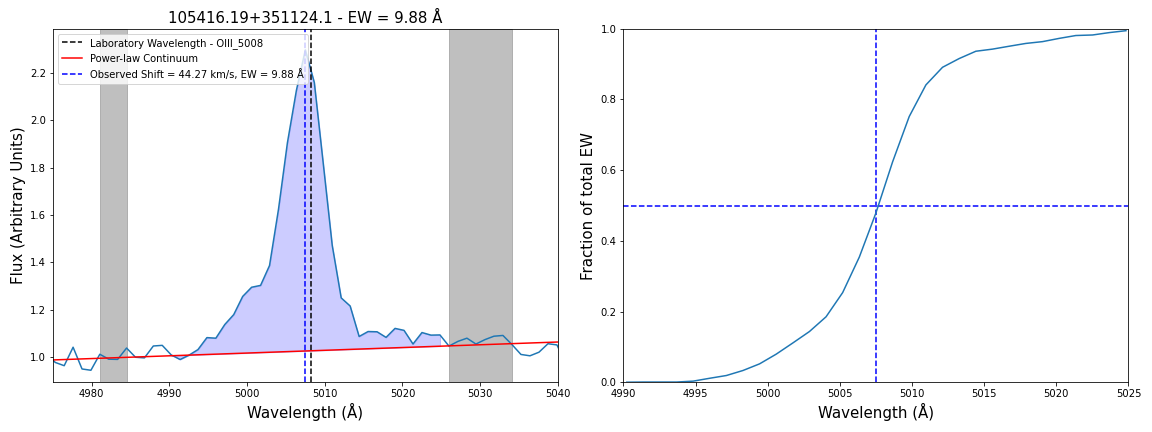 105416.19+351124.1 - EW = 9.88 Å
Laboratory Wavelength - OIII_5008
Power-law Continuum
Observed Shift = 44.27 km/s, EW = 9.88 Å
Flux (Arbitrary Units)
2.2
2.0
1.8
1.6
1.4
1.2
1.0
4980 4990 5000 5010 5020 5030 5040
Wavelength (Å)
Fraction of total EW
1.0
0.8
0.6
0.4
0.2
0.0
4990 4995 5000 5005 5010 5015 5020 5025
Wavelength (Å)